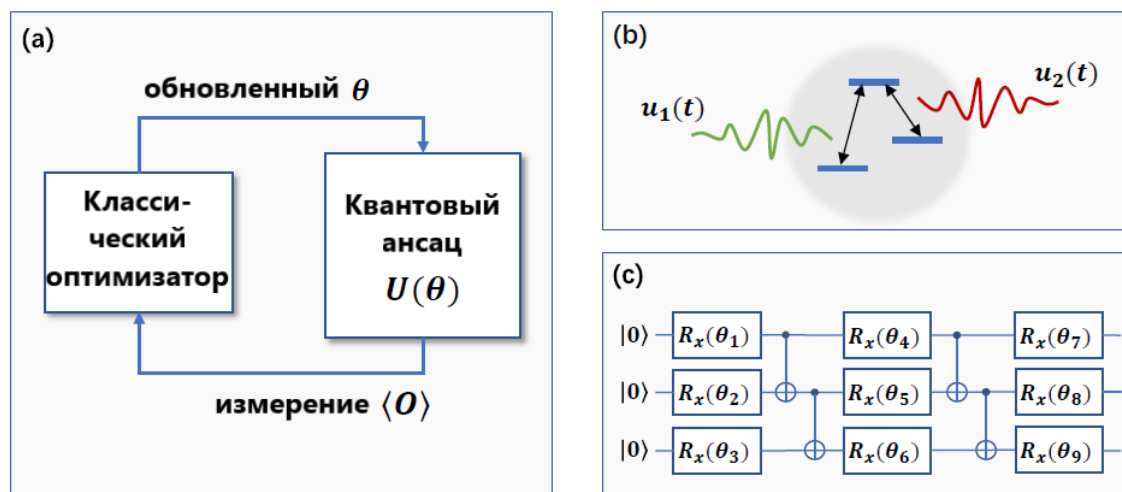 (a)
обновленный θ
Класси-
ческий
оптимизатор
Квантовый
ансац
U(θ)
измерение ⟨O⟩
(b)
u₁(t)
u₂(t)
(c)
|0⟩ Rₓ(θ₁) Rₓ(θ₄) Rₓ(θ₇)
|0⟩ Rₓ(θ₂) Rₓ(θ₅) Rₓ(θ₈)
|0⟩ Rₓ(θ₃) Rₓ(θ₆) Rₓ(θ₉)